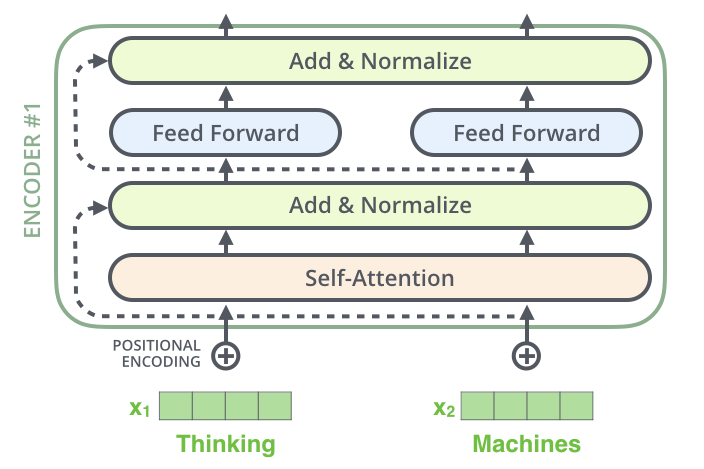 ENCODER #1
Add & Normalize
Feed Forward
Feed Forward
Add & Normalize
Self-Attention
POSITIONAL
ENCODING
x1
x2
Thinking
Machines